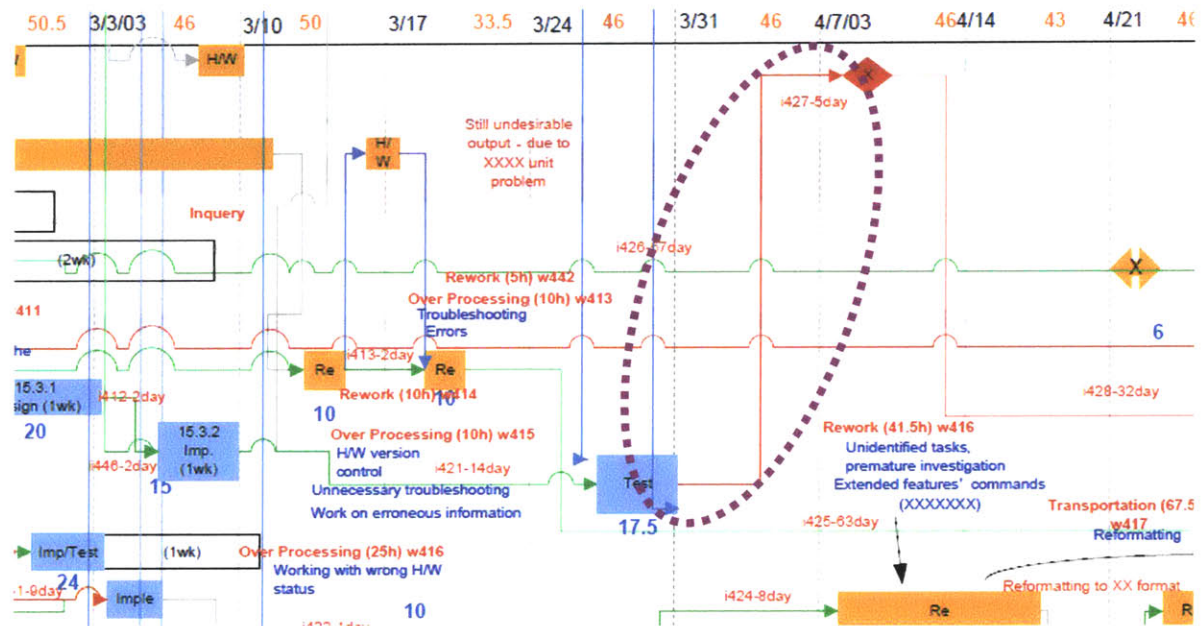 50.5 3/3/03 46 3/10 50 3/17 33.5 3/24 46 3/31 46 4/7/03 46 4/14 43 4/21
H/W
X
i427-5day
H/
W
Still undesirable
output - due to
XXXX unit
problem
Inquery
(2wk)
i426-57day
X
Rework (5h) w442
Over Processing (10h) w413
Troubleshooting
Errors
411
he
6
Re
i413-2day
Re
10
Rework (10h) w414
10
15.3.1
sign (1wk)
20
i412-2day
i446-2day
15.3.2
Imp.
(1wk)
15
Over Processing (10h) w415
H/W version
control
Unnecessary troubleshooting
Work on erroneous information
i421-14day
i428-32day
Test
17.5
Rework (41.5h) w416
Unidentified tasks,
premature investigation
Extended features' commands
(XXXXXXX)
i425-63day
Transportation (67.5
w417
Reformatting
Imp/Test
(1wk)
24
Over Processing (25h) w416
Working with wrong H/W
status
10
-1-9day
Imple
i424-8day
Re
Reformatting to XX format
R